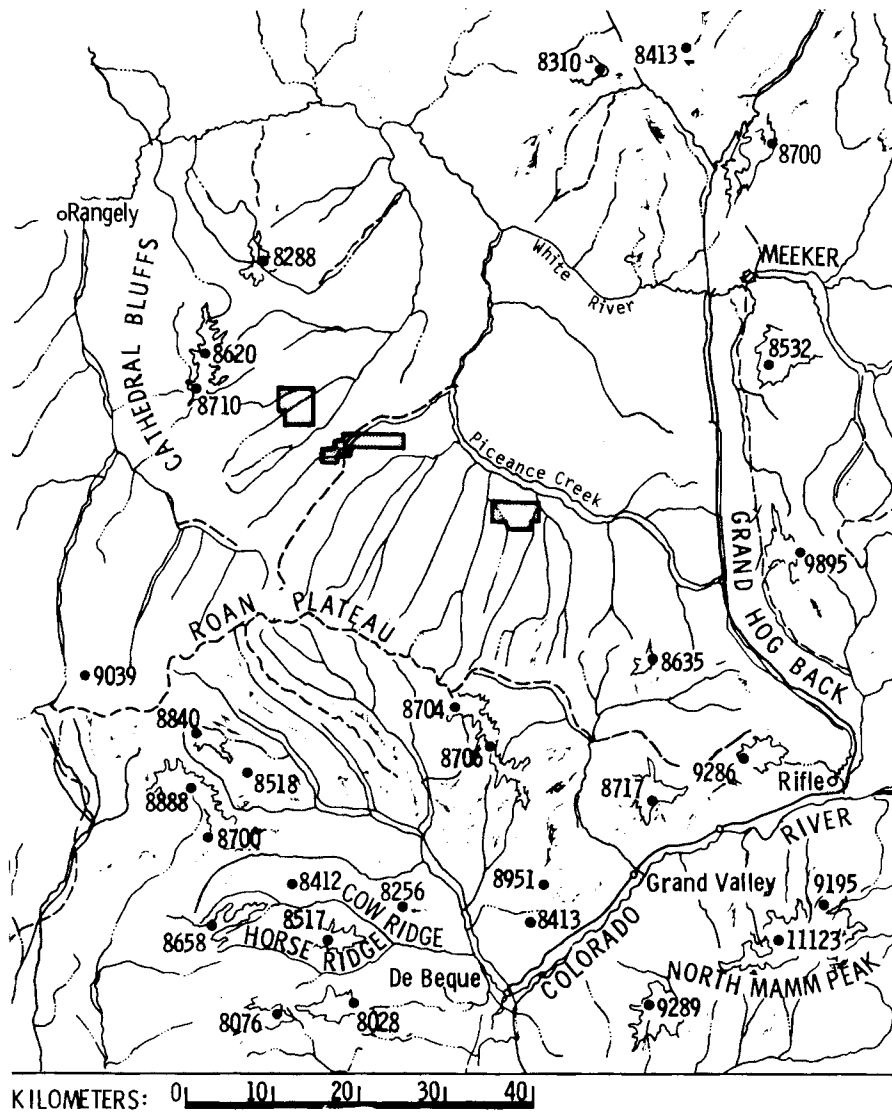 8310
8413
8700
Rangely
8288
White River
MEEKER
CATHEDRAL BLUFFS
8620
8710
8532
Piceance Creek
GRAND HOG BACK
9895
ROAN PLATEAU
9039
8635
8704
8840
8706
8518
9286
Rifle
8888
8717
8700
RIVER
8412
8951
Grand Valley
9195
COW RIDGE
8256
8658
8517
8413
11123
HORSE RIDGE
COLORADO
NORTH MAMM PEAK
De Beque
8076
8028
9289
KILOMETERS: 0 10 20 30 40